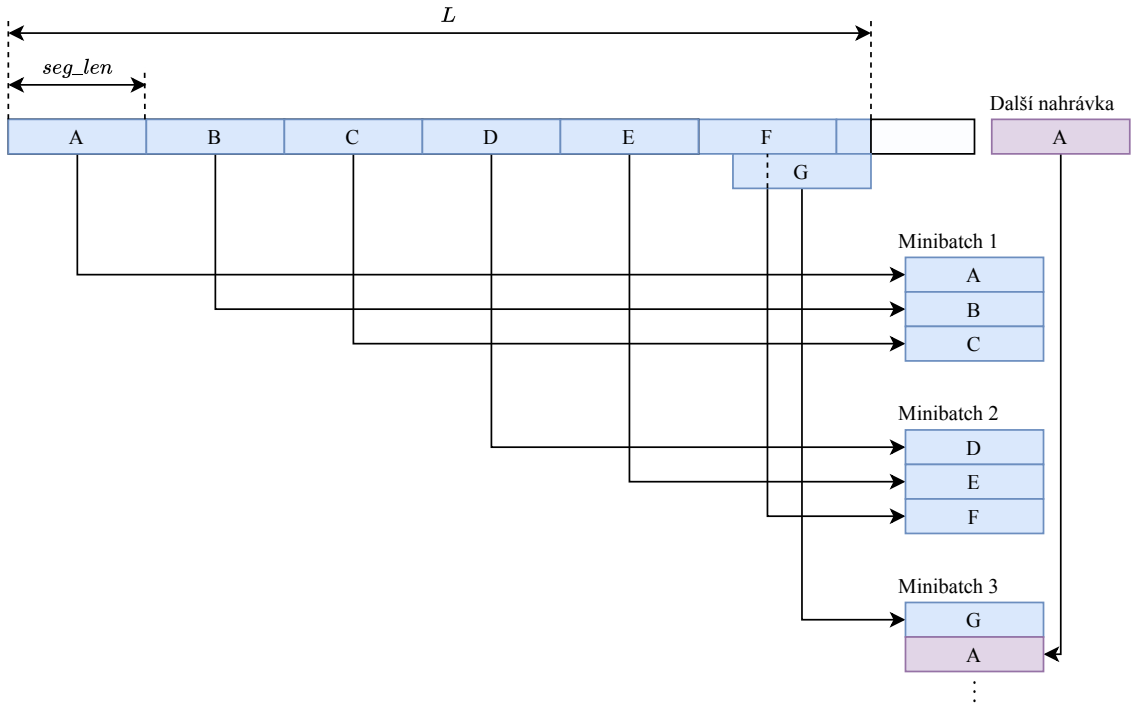 L
seg_len
Další nahrávka
A B C D E F A
G
Minibatch 1
A
B
C
Minibatch 2
D
E
F
Minibatch 3
G
A
⋮